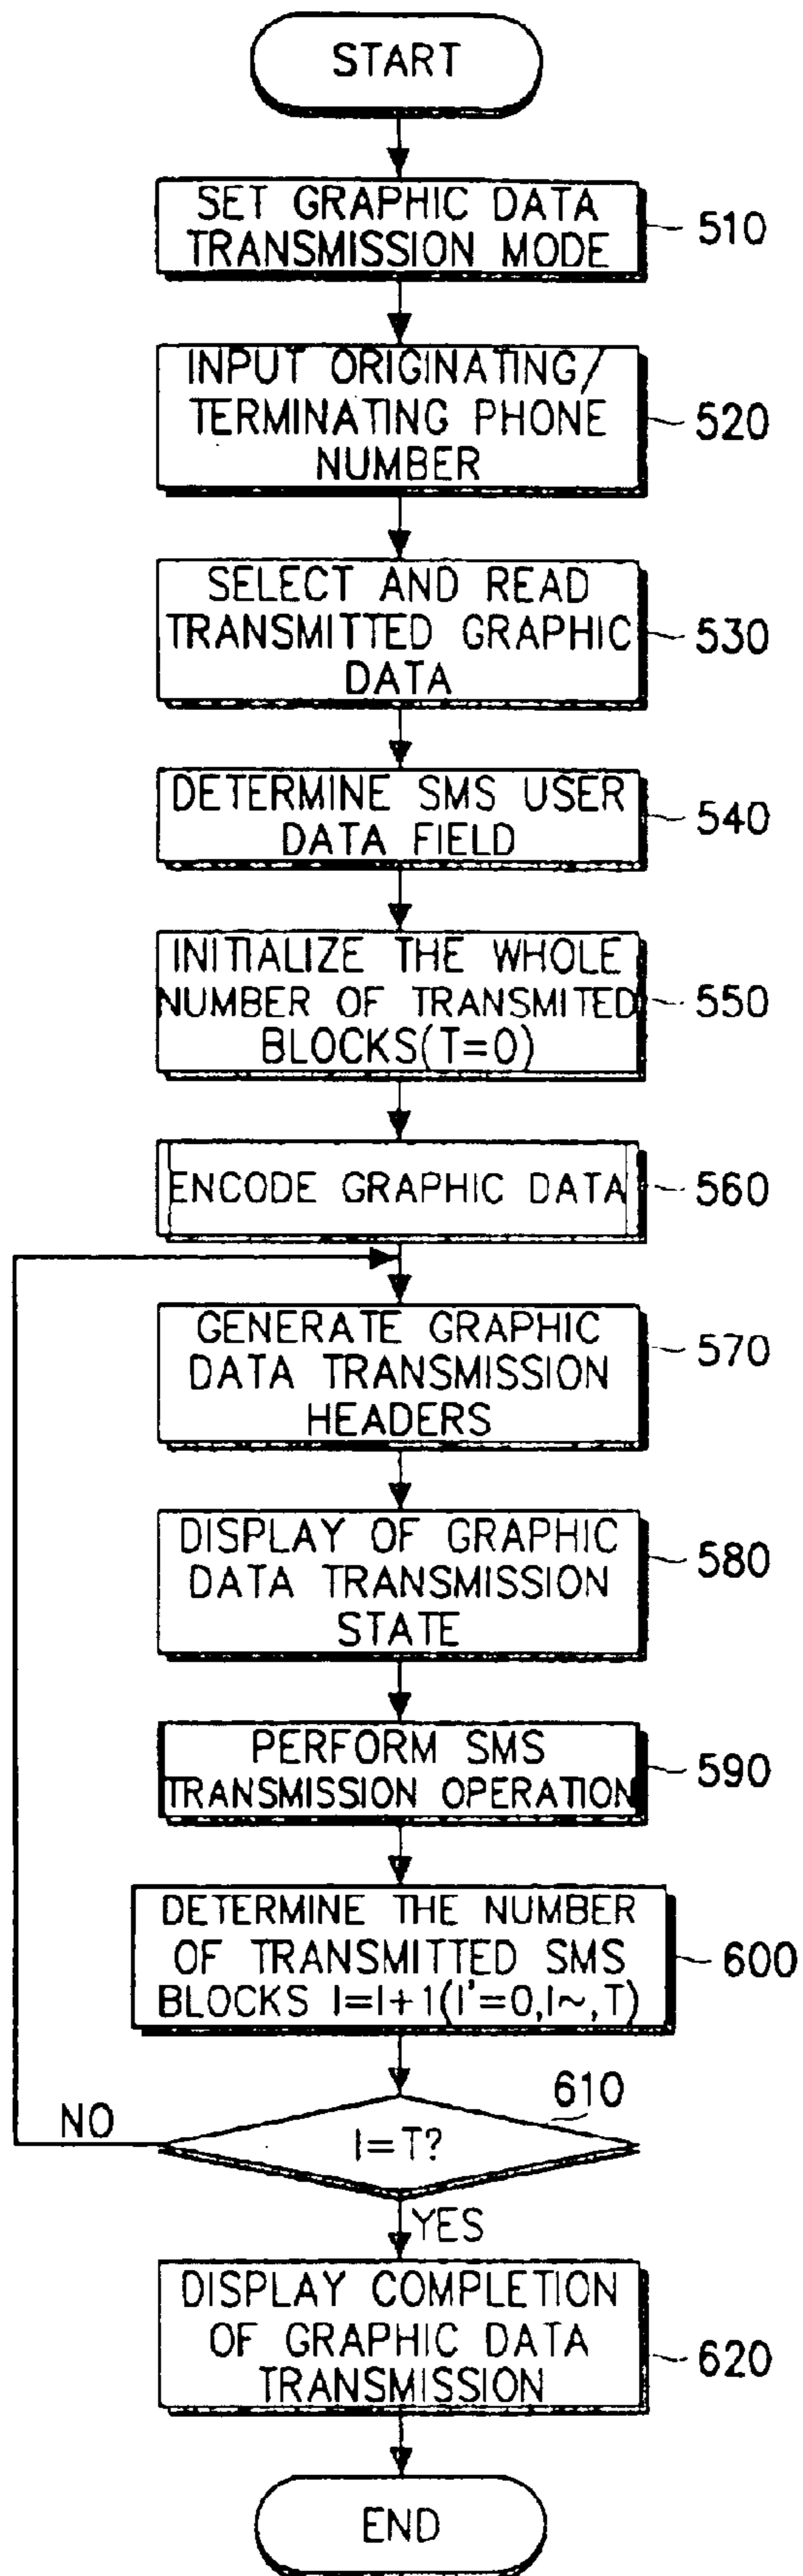 START
SET GRAPHIC DATA
TRANSMISSION MODE
510
INPUT ORIGINATING/
TERMINATING PHONE
NUMBER
520
SELECT AND READ
TRANSMITTED GRAPHIC
DATA
530
DETERMINE SMS USER
DATA FIELD
540
INITIALIZE THE WHOLE
NUMBER OF TRANSMITED
BLOCKS(T=0)
550
ENCODE GRAPHIC DATA
560
GENERATE GRAPHIC
DATA TRANSMISSION
HEADERS
570
DISPLAY OF GRAPHIC
DATA TRANSMISSION
STATE
580
PERFORM SMS
TRANSMISSION OPERATION
590
DETERMINE THE NUMBER
OF TRANSMITTED SMS
BLOCKS I=I+1(I'=0,I~,T)
600
610
NO
I=T?
YES
DISPLAY COMPLETION
OF GRAPHIC DATA
TRANSMISSION
620
END